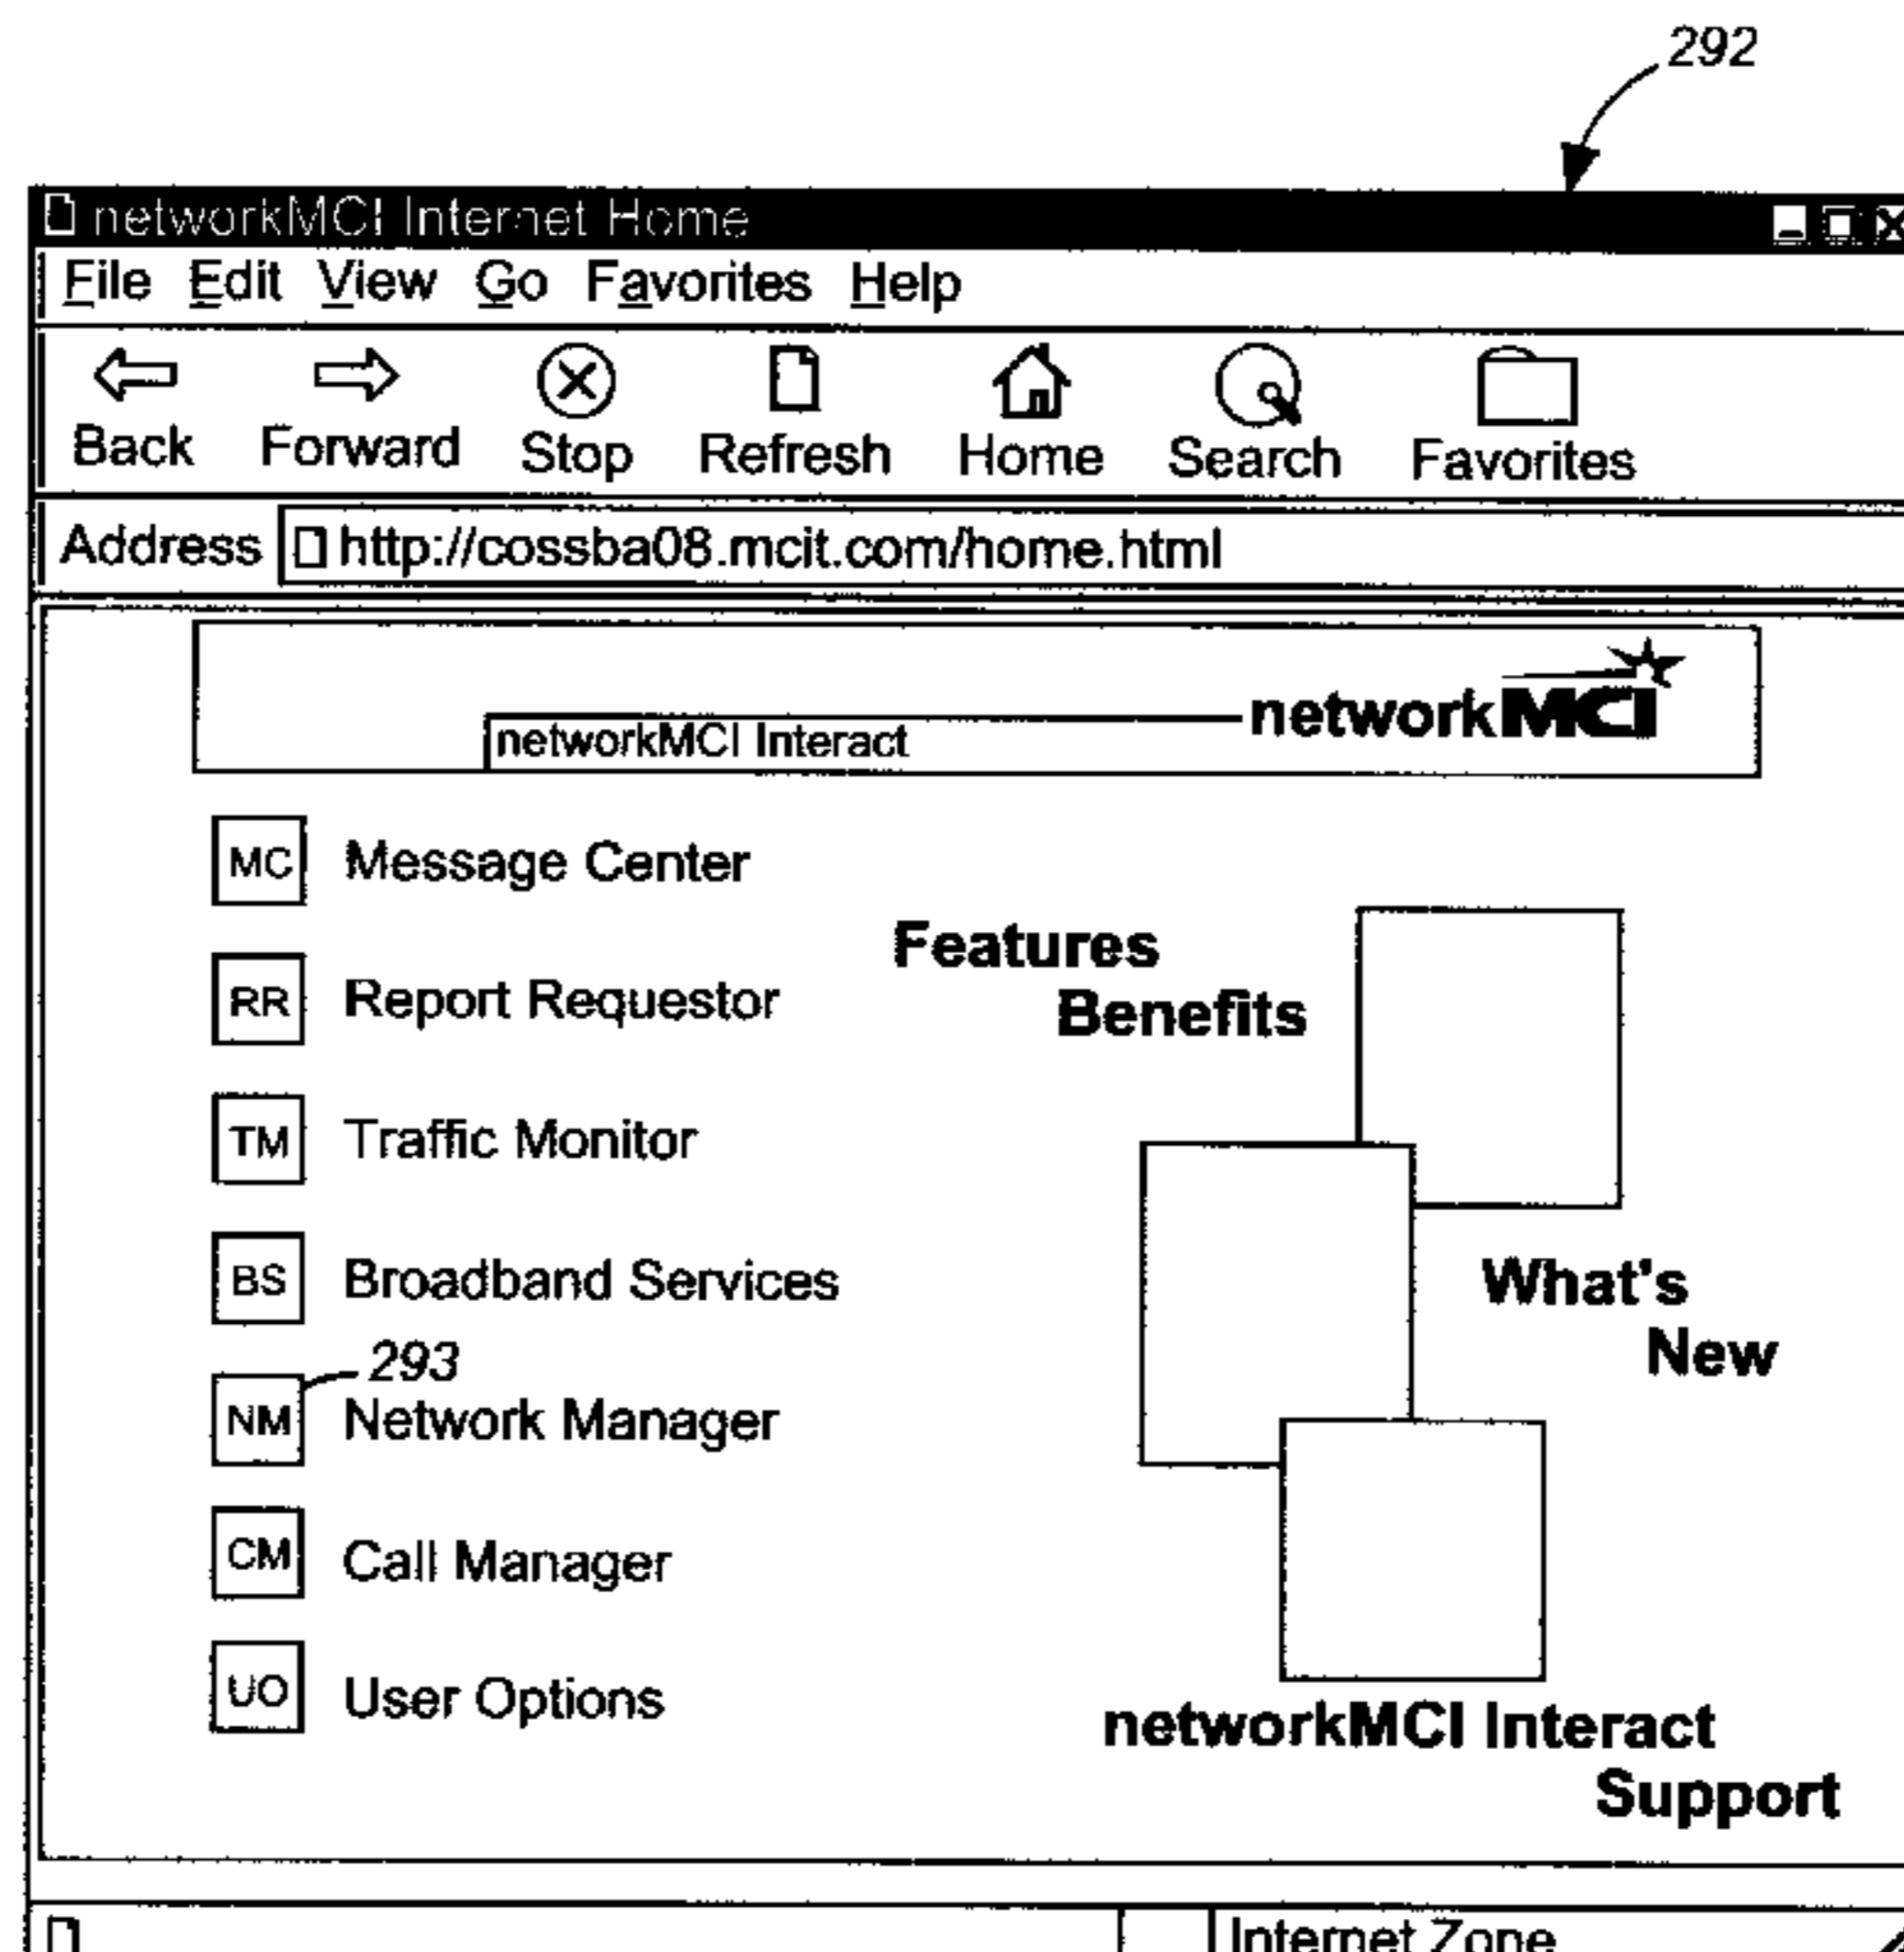 292
networkMCI Internet Home
File Edit View Go Favorites Help
Back Forward Stop Refresh Home Search Favorites
Address http://cossba08.mcit.com/home.html
networkMCI
networkMCI Interact
MC Message Center
Features
Benefits
RR Report Requestor
TM Traffic Monitor
BS Broadband Services
What's
New
293
NM Network Manager
CM Call Manager
UO User Options
networkMCI Interact
Support
Internet Zone